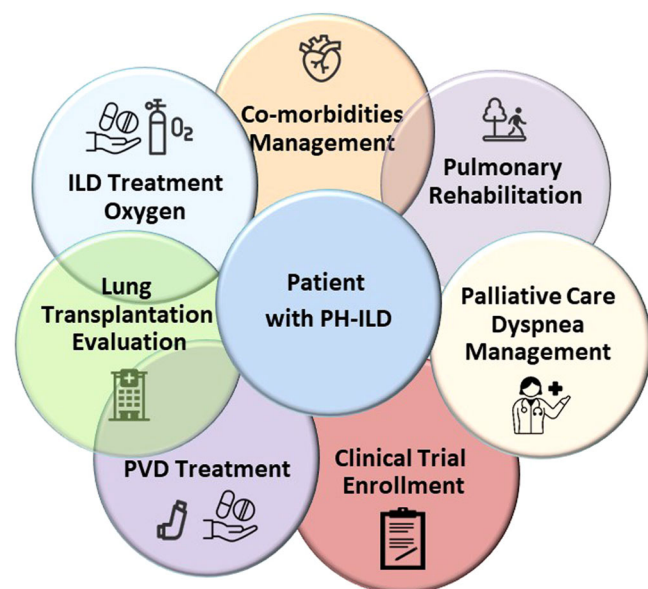 Co-morbidities
Management
Pulmonary
Rehabilitation
Palliative Care
Dyspnea
Management
Clinical Trial
Enrollment
PVD Treatment
Lung
Transplantation
Evaluation
O2
ILD Treatment
Oxygen
Patient
with PH-ILD